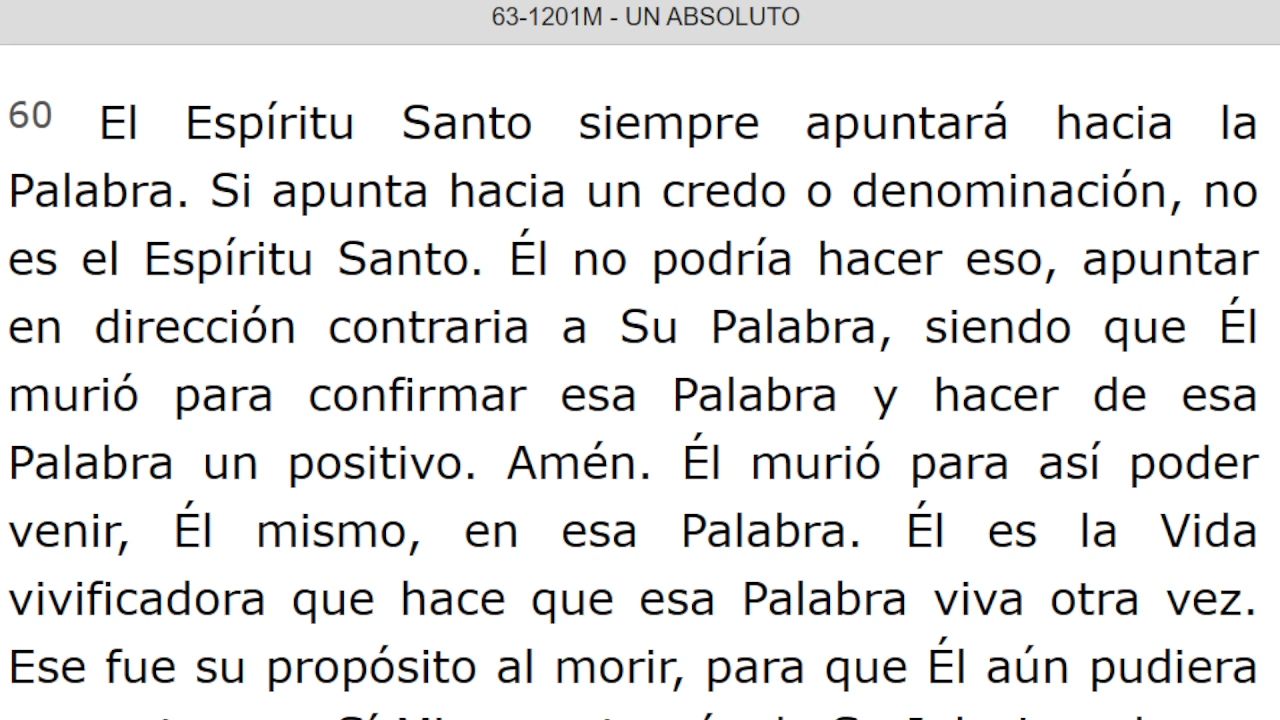 63-1201M - UN ABSOLUTO
60 El Espíritu Santo siempre apuntará hacia la
Palabra. Si apunta hacia un credo o denominación, no
es el Espíritu Santo. Él no podría hacer eso, apuntar
en dirección contraria a Su Palabra, siendo que Él
murió para confirmar esa Palabra y hacer de esa
Palabra un positivo. Amén. Él murió para así poder
venir, Él mismo, en esa Palabra. Él es la Vida
vivificadora que hace que esa Palabra viva otra vez.
Ese fue su propósito al morir, para que Él aún pudiera